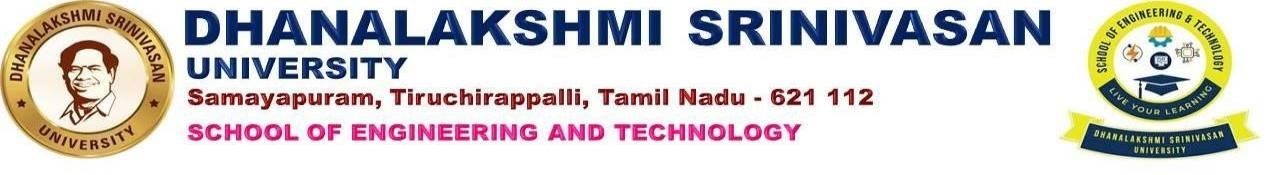 DHANALAKSHMI SRINIVASAN
UNIVERSITY
DHANALAKSHMI SRINIVASAN
UNIVERSITY
Samayapuram, Tiruchirappalli, Tamil Nadu - 621 112
SCHOOL OF ENGINEERING AND TECHNOLOGY
SCHOOL OF ENGINEERING & TECHNOLOGY
LIVE YOUR LEARNING
DHANALAKSHMI SRINIVASAN
UNIVERSITY